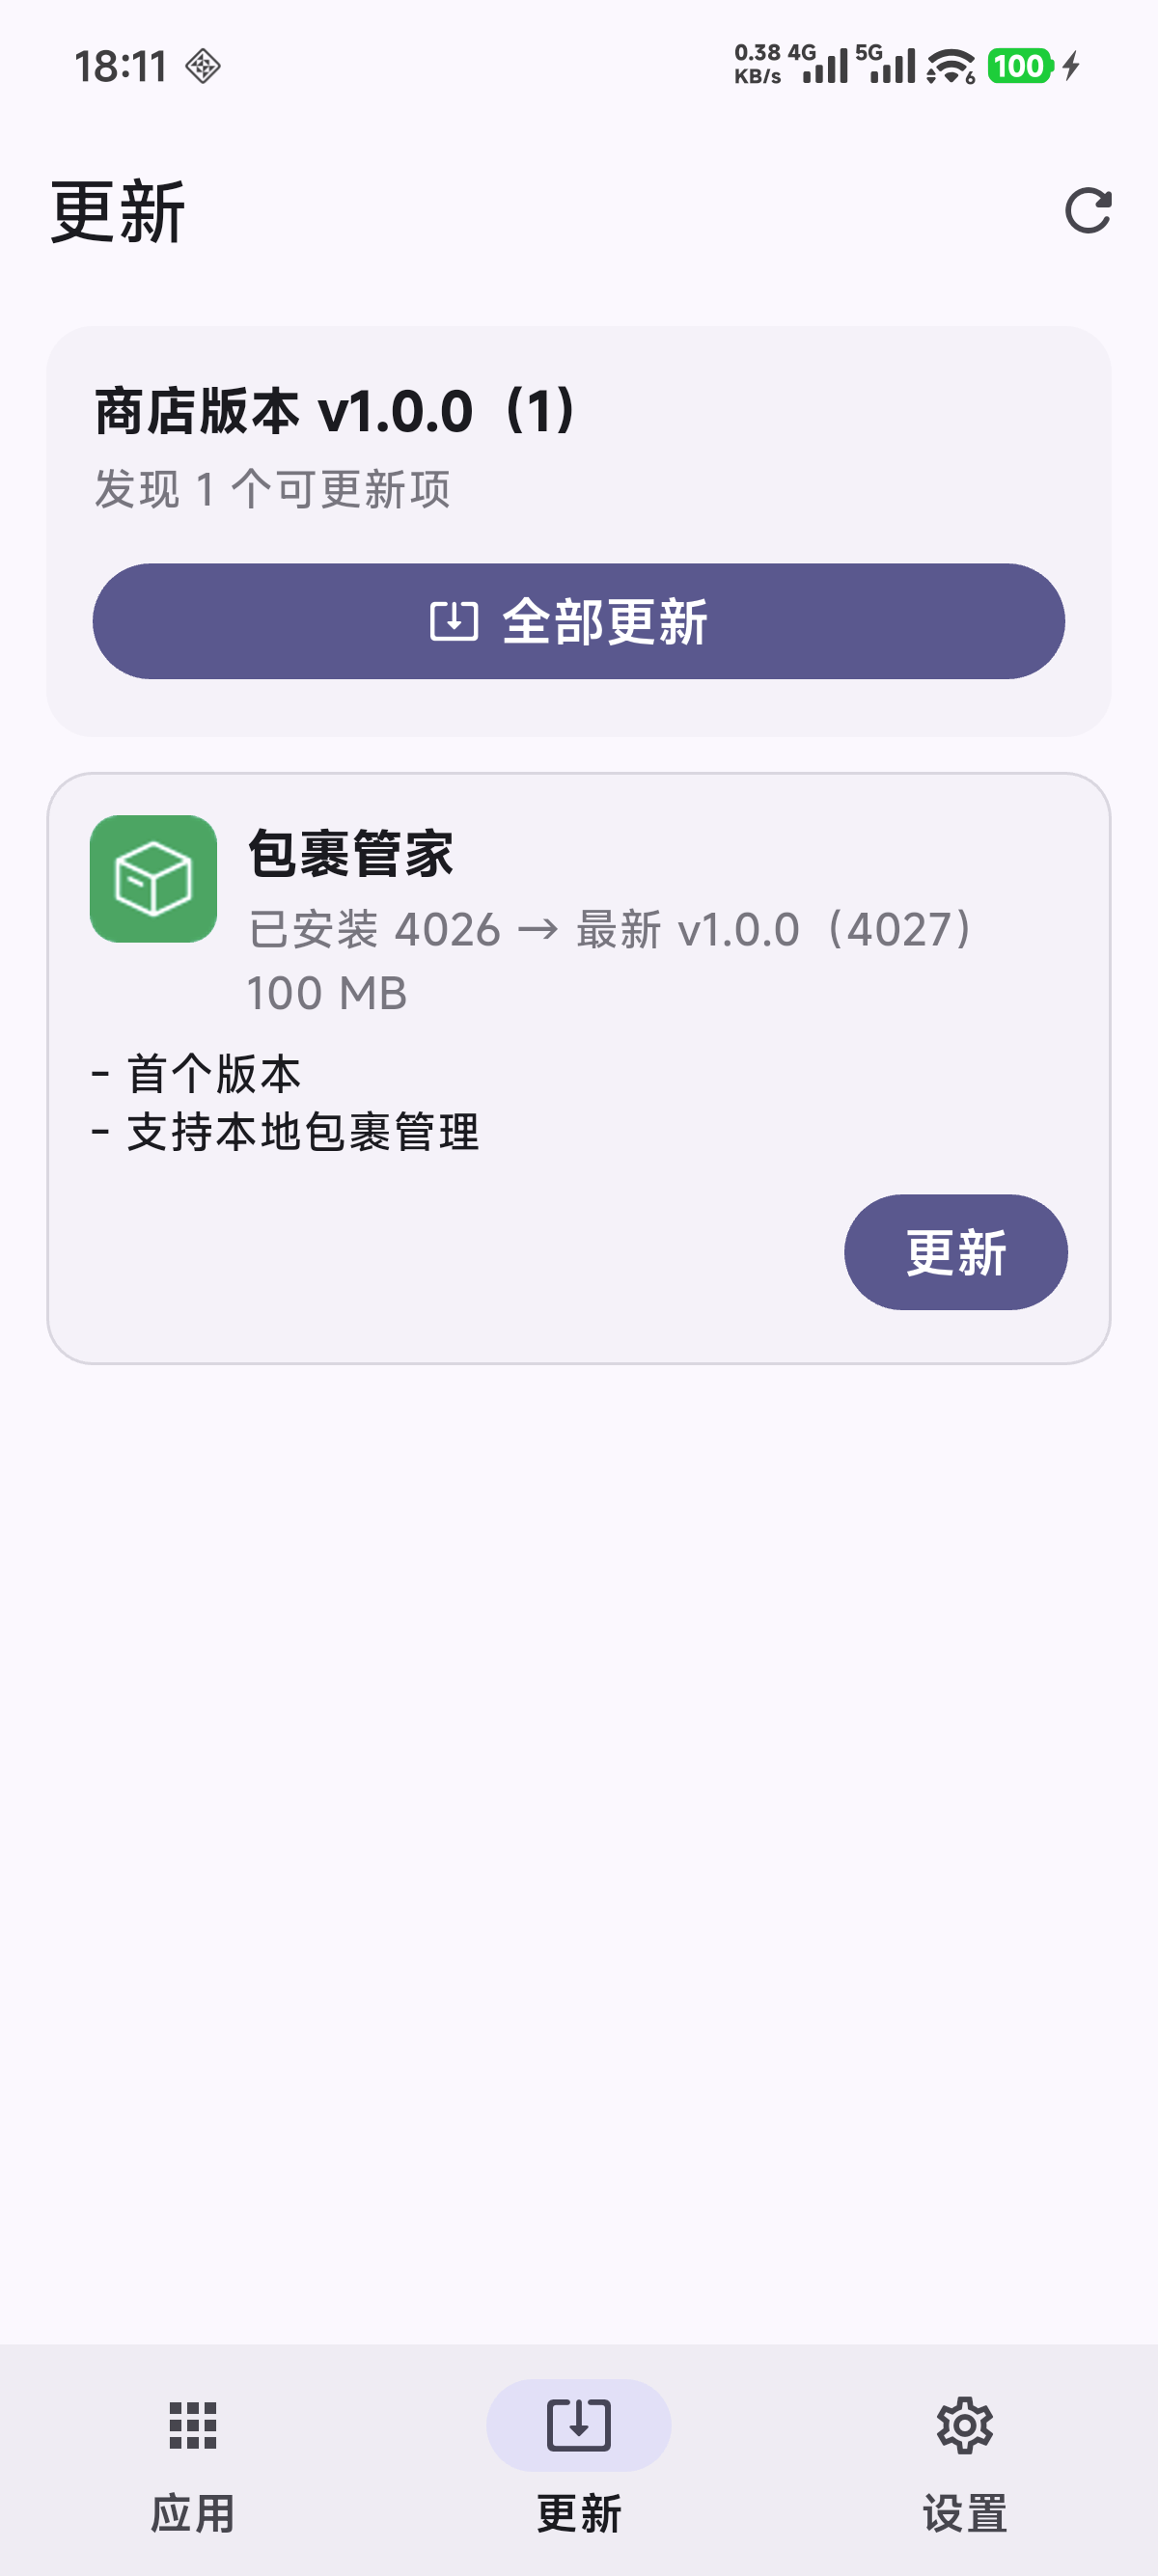 18:11
0.38 KB/s 4G 5G 6 100
更新
商店版本 v1.0.0（1）
发现 1 个可更新项
全部更新
包裹管家
已安装 4026 → 最新 v1.0.0（4027）
100 MB
- 首个版本
- 支持本地包裹管理
更新
应用
更新
设置